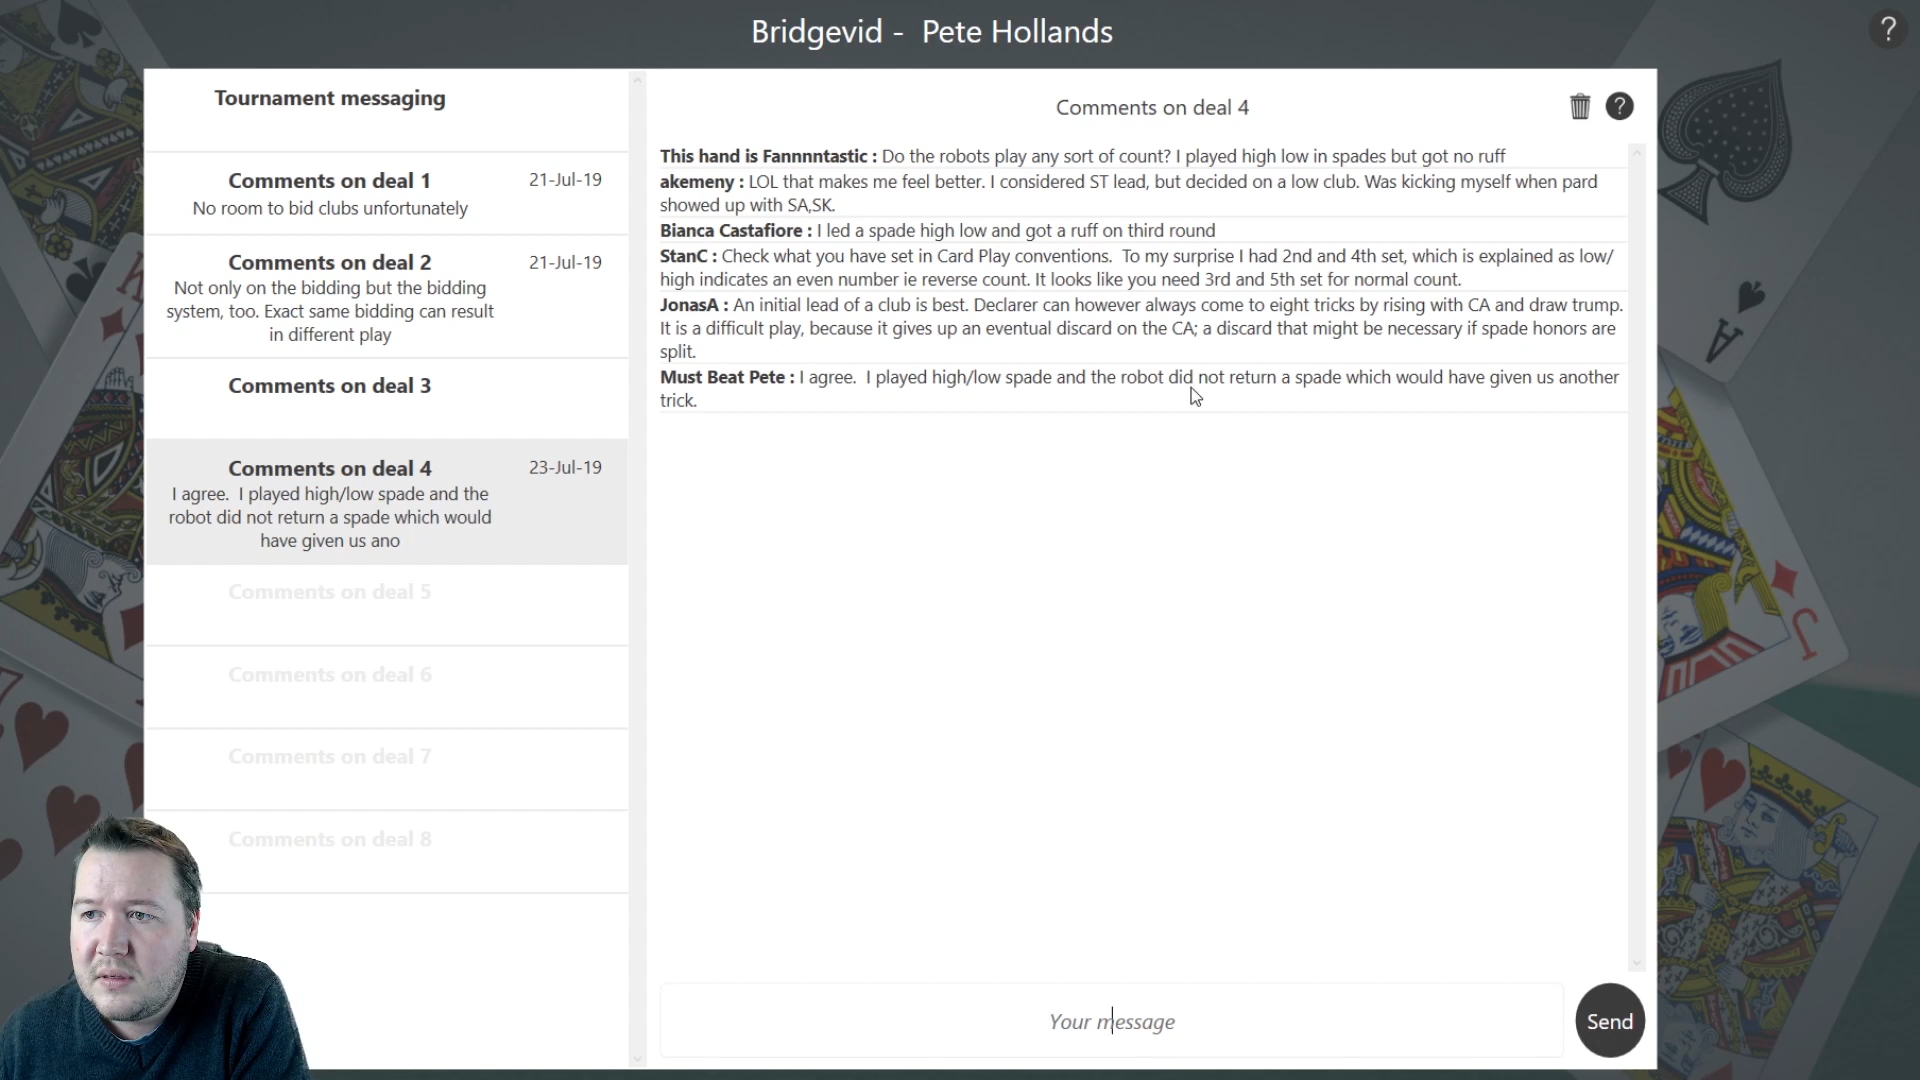 Bridgevid - Pete Hollands
?
Tournament messaging
Comments on deal 1
21-Jul-19
No room to bid clubs unfortunately
Comments on deal 2
21-Jul-19
Not only on the bidding but the bidding
system, too. Exact same bidding can result
in different play
Comments on deal 3
Comments on deal 4
23-Jul-19
I agree. I played high/low spade and the
robot did not return a spade which would
have given us ano
Comments on deal 5
Comments on deal 6
Comments on deal 7
Comments on deal 8
Comments on deal 4
?
This hand is Fannnntastic : Do the robots play any sort of count? I played high low in spades but got no ruff
akemeny : LOL that makes me feel better. I considered ST lead, but decided on a low club. Was kicking myself when pard
showed up with SA,SK.
Bianca Castafiore : I led a spade high low and got a ruff on third round
StanC : Check what you have set in Card Play conventions. To my surprise I had 2nd and 4th set, which is explained as low/
high indicates an even number ie reverse count. It looks like you need 3rd and 5th set for normal count.
JonasA : An initial lead of a club is best. Declarer can however always come to eight tricks by rising with CA and draw trump.
It is a difficult play, because it gives up an eventual discard on the CA; a discard that might be necessary if spade honors are
split.
Must Beat Pete : I agree. I played high/low spade and the robot did not return a spade which would have given us another
trick.
Your message
Send
A
J